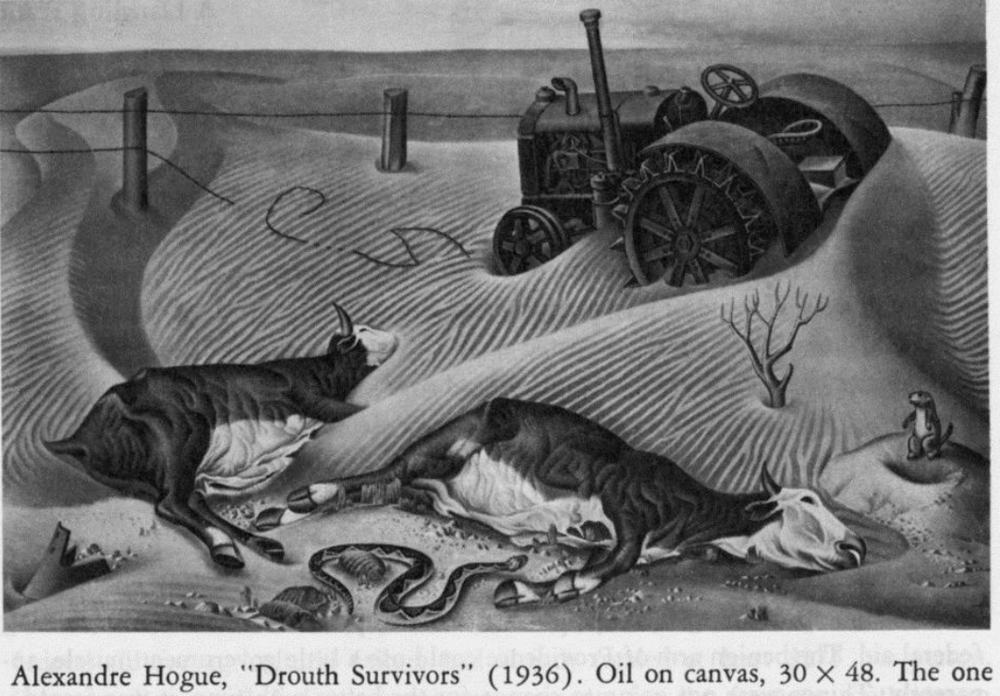 Alexandre Hogue, "Drouth Survivors" (1936). Oil on canvas, 30 × 48. The one